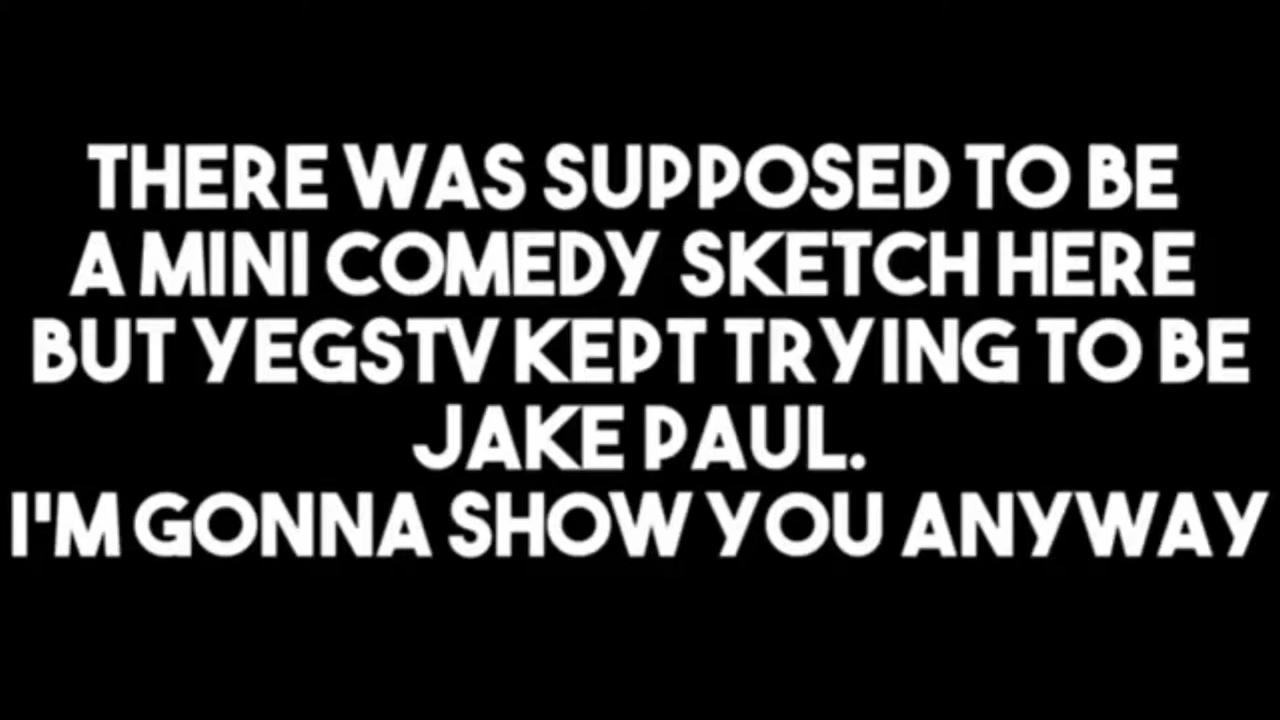 THERE WAS SUPPOSED TO BE
A MINI COMEDY SKETCH HERE
BUT YEGSTV KEPT TRYING TO BE
JAKE PAUL.
I'M GONNA SHOW YOU ANYWAY